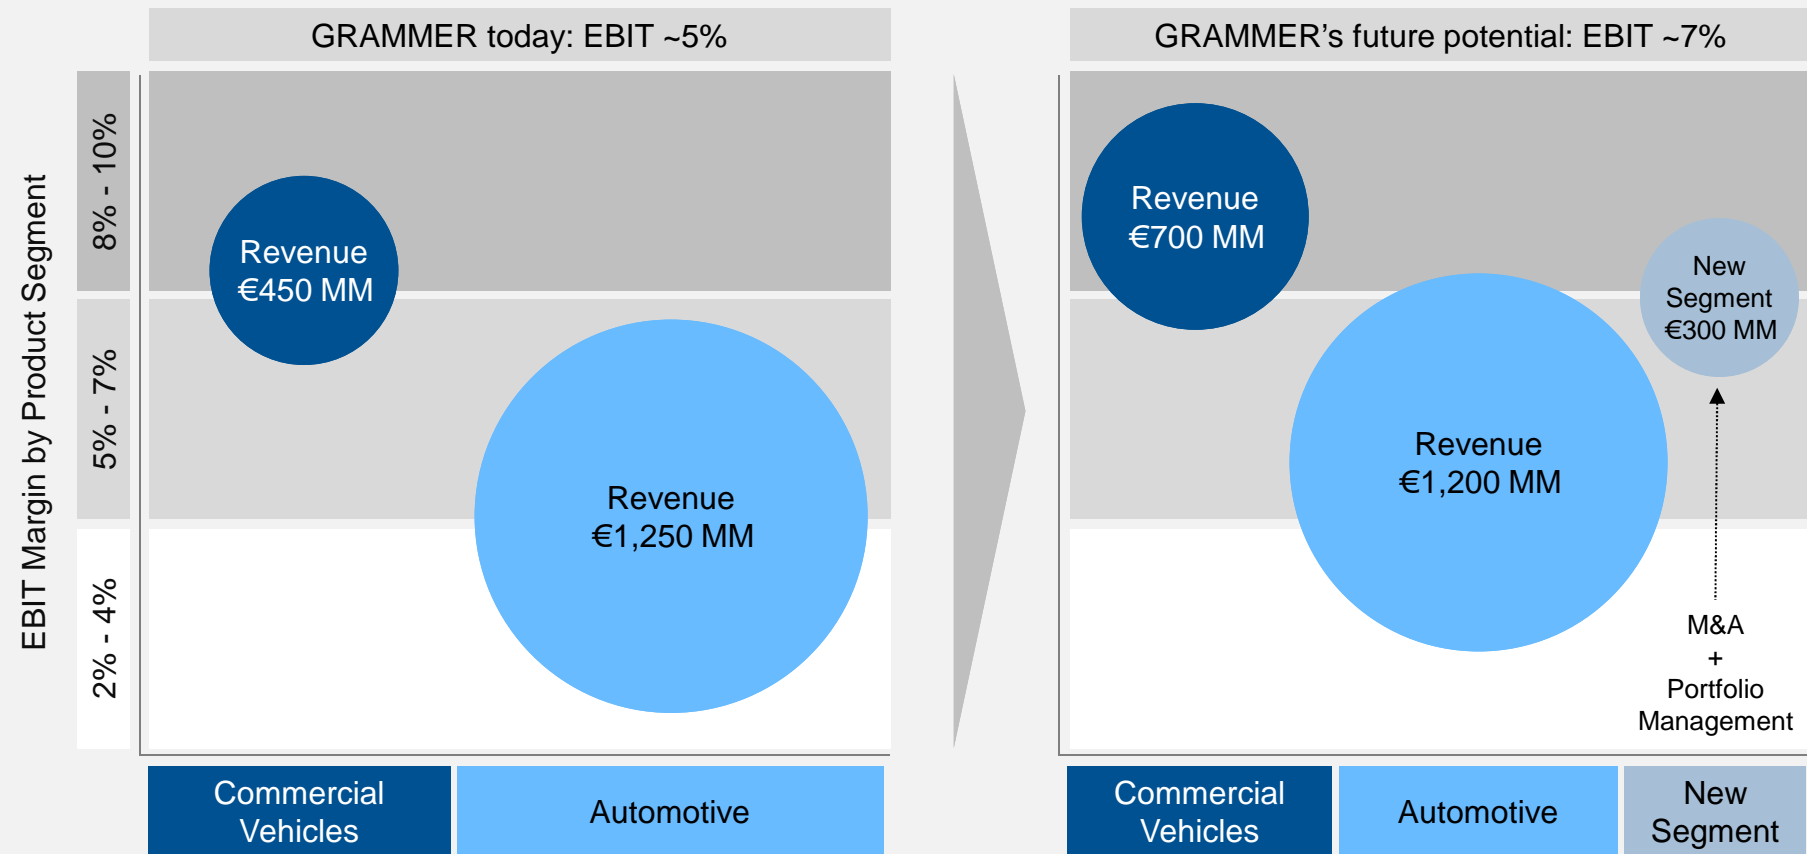 GRAMMER today: EBIT ~5%
GRAMMER’s future potential: EBIT ~7%
EBIT Margin by Product Segment
8% - 10%
5% - 7%
2% - 4%
Revenue
€450 MM
Revenue
€1,250 MM
Revenue
€700 MM
Revenue
€1,200 MM
New
Segment
€300 MM
M&A
+
Portfolio
Management
Commercial
Vehicles
Automotive
Commercial
Vehicles
Automotive
New
Segment